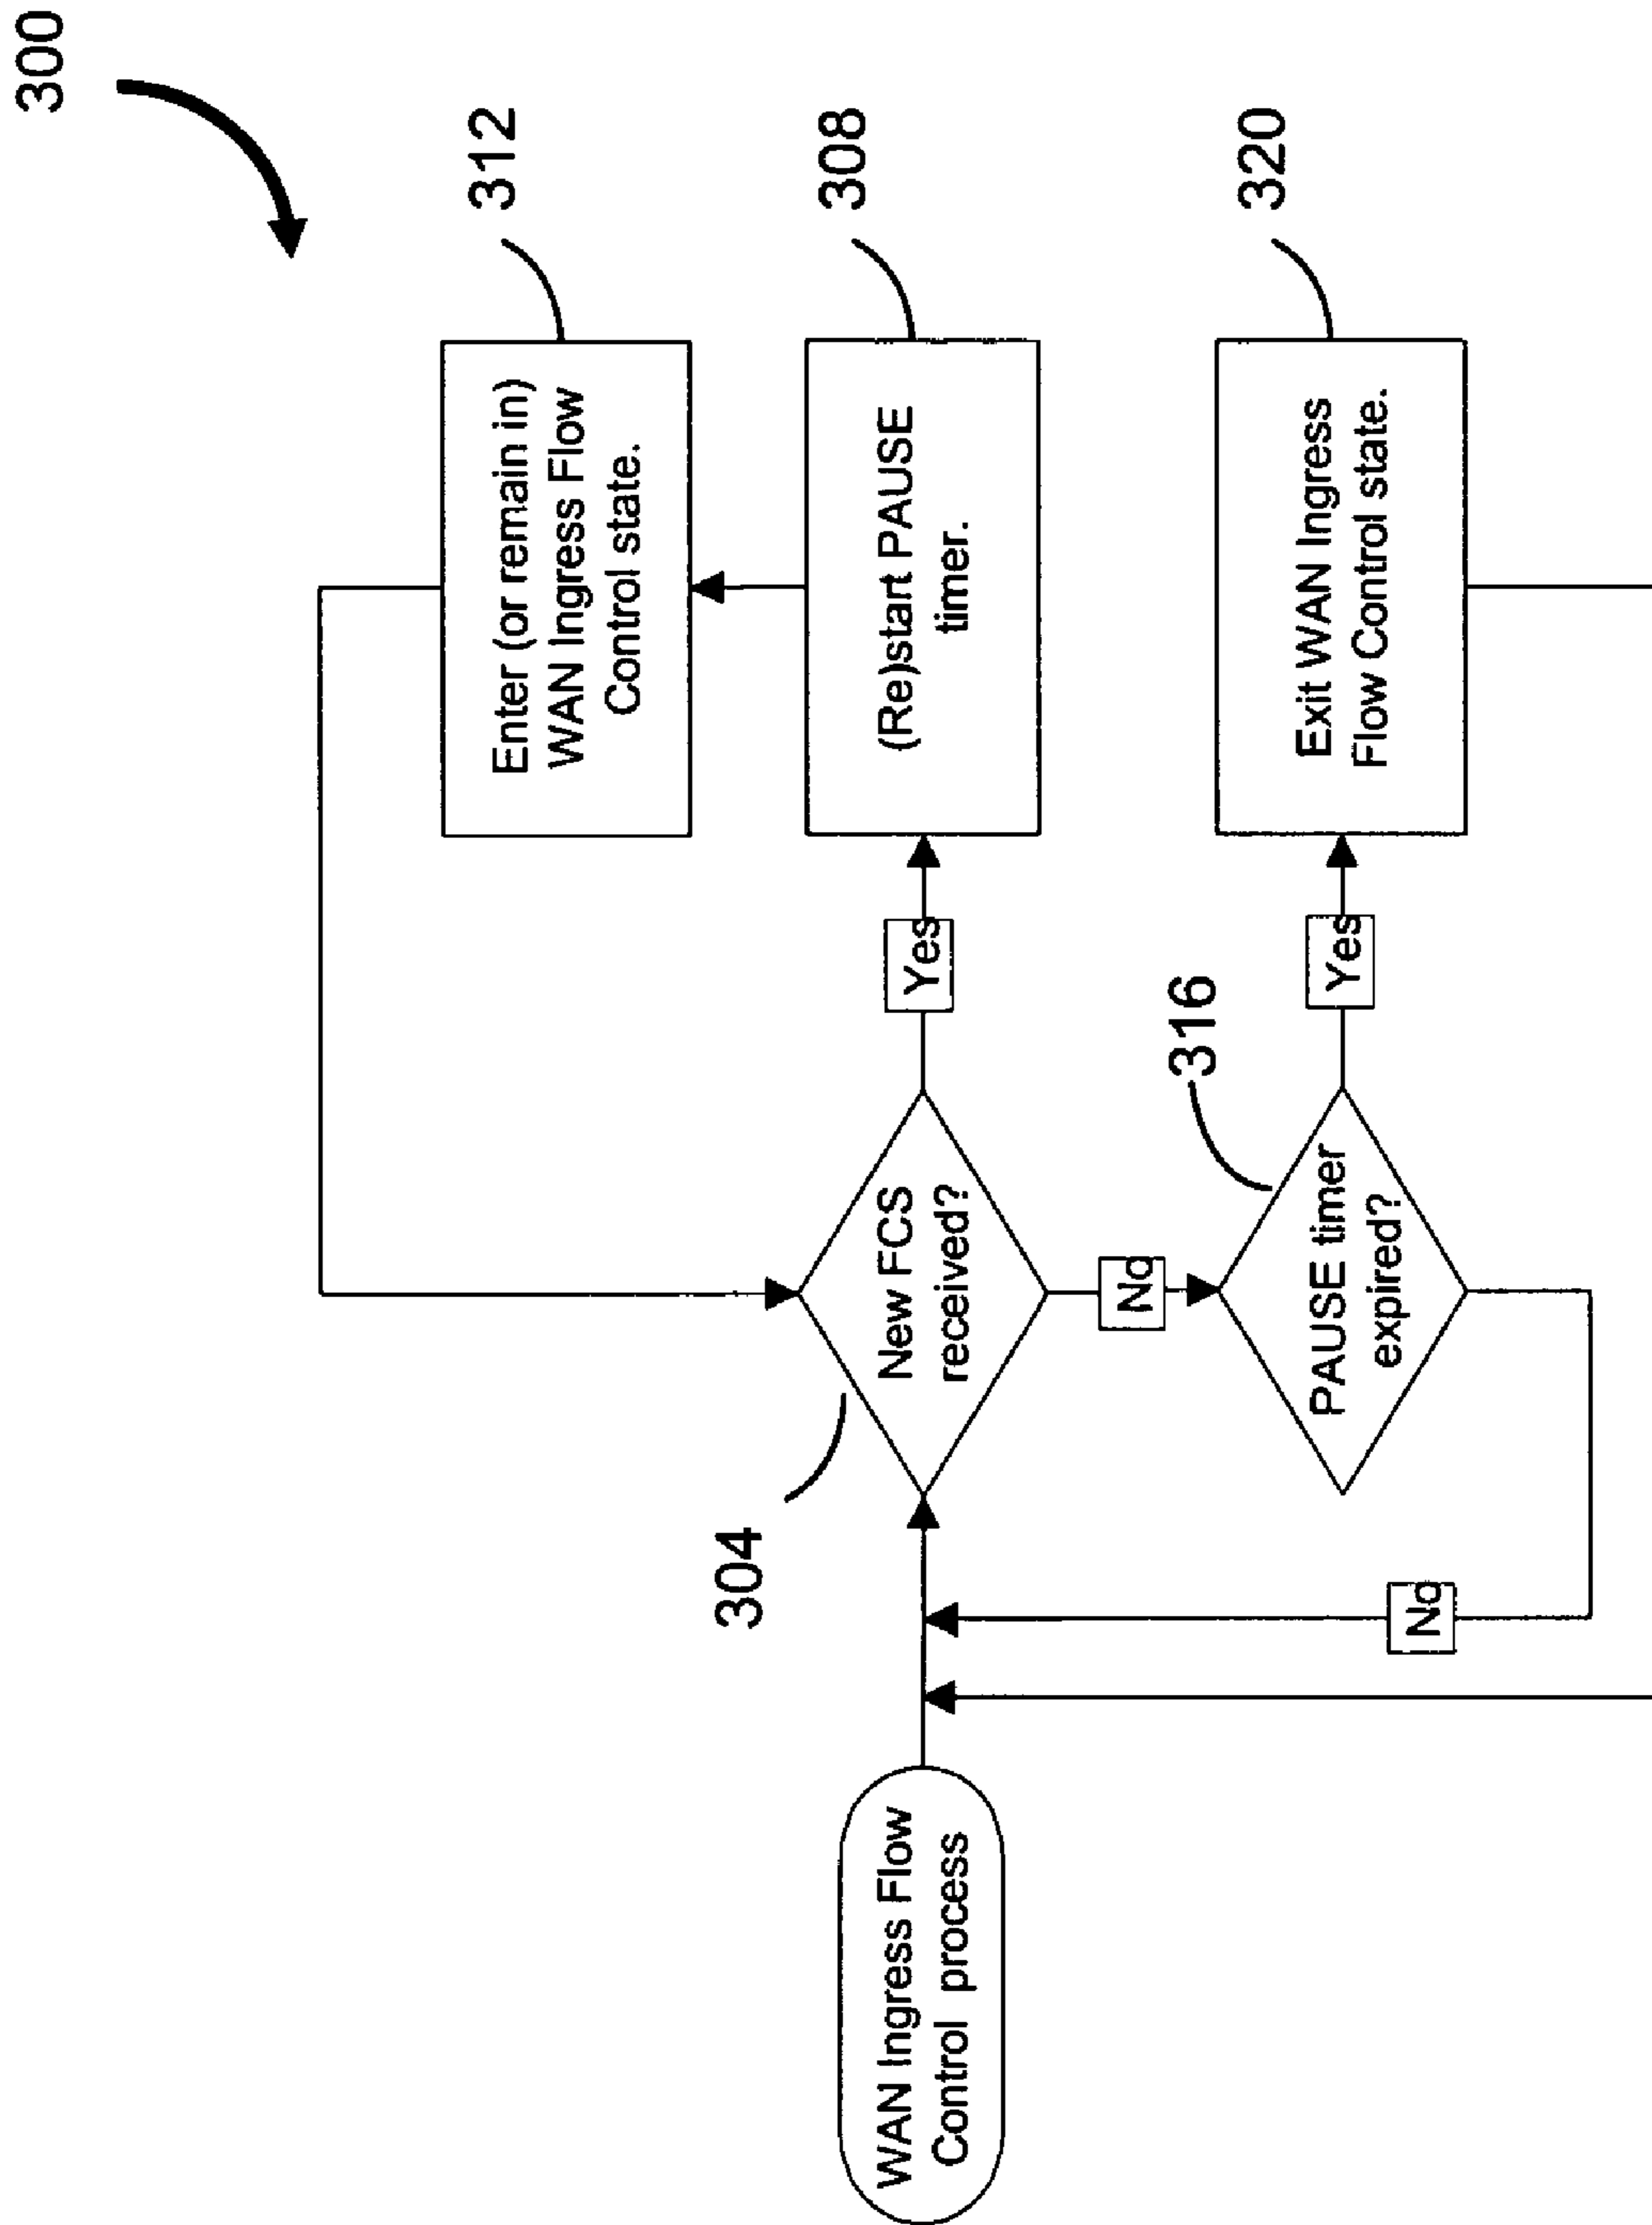 300
312
Enter (or remain in)
WAN Ingress Flow
Control state.
308
(Re)start PAUSE
timer.
320
Exit WAN Ingress
Flow Control state.
Yes
Yes
316
304
New FCS
received?
No
PAUSE timer
expired?
No
WAN Ingress Flow
Control process